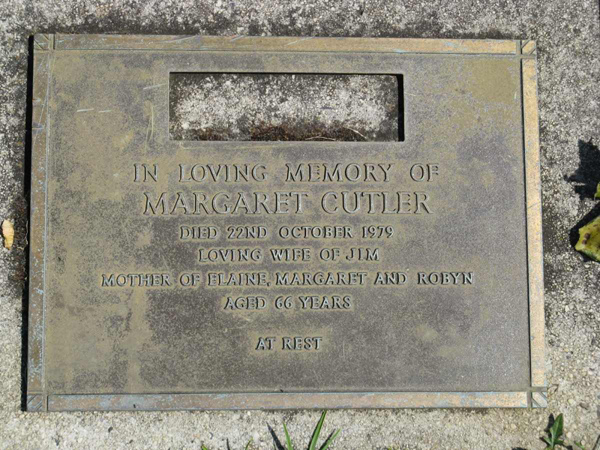 IN LOVING MEMORY OF
MARGARET CUTLER
DIED 22ND OCTOBER 1979
LOVING WIFE OF JIM
MOTHER OF ELAINE, MARGARET AND ROBYN
AGED 66 YEARS
AT REST